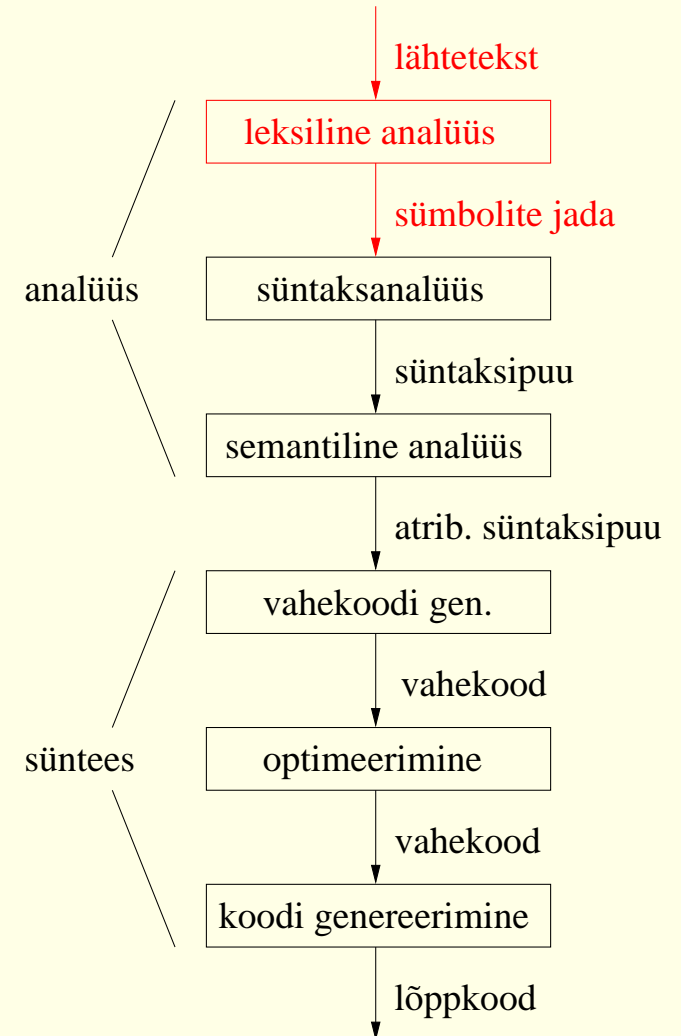 lähtetekst
leksiline analüüs
sümbolite jada
analüüs
süntaksanalüüs
süntaksipuu
semantiline analüüs
atrib. süntaksipuu
vahekoodi gen.
vahekood
süntees
optimeerimine
vahekood
koodi genereerimine
lõppkood